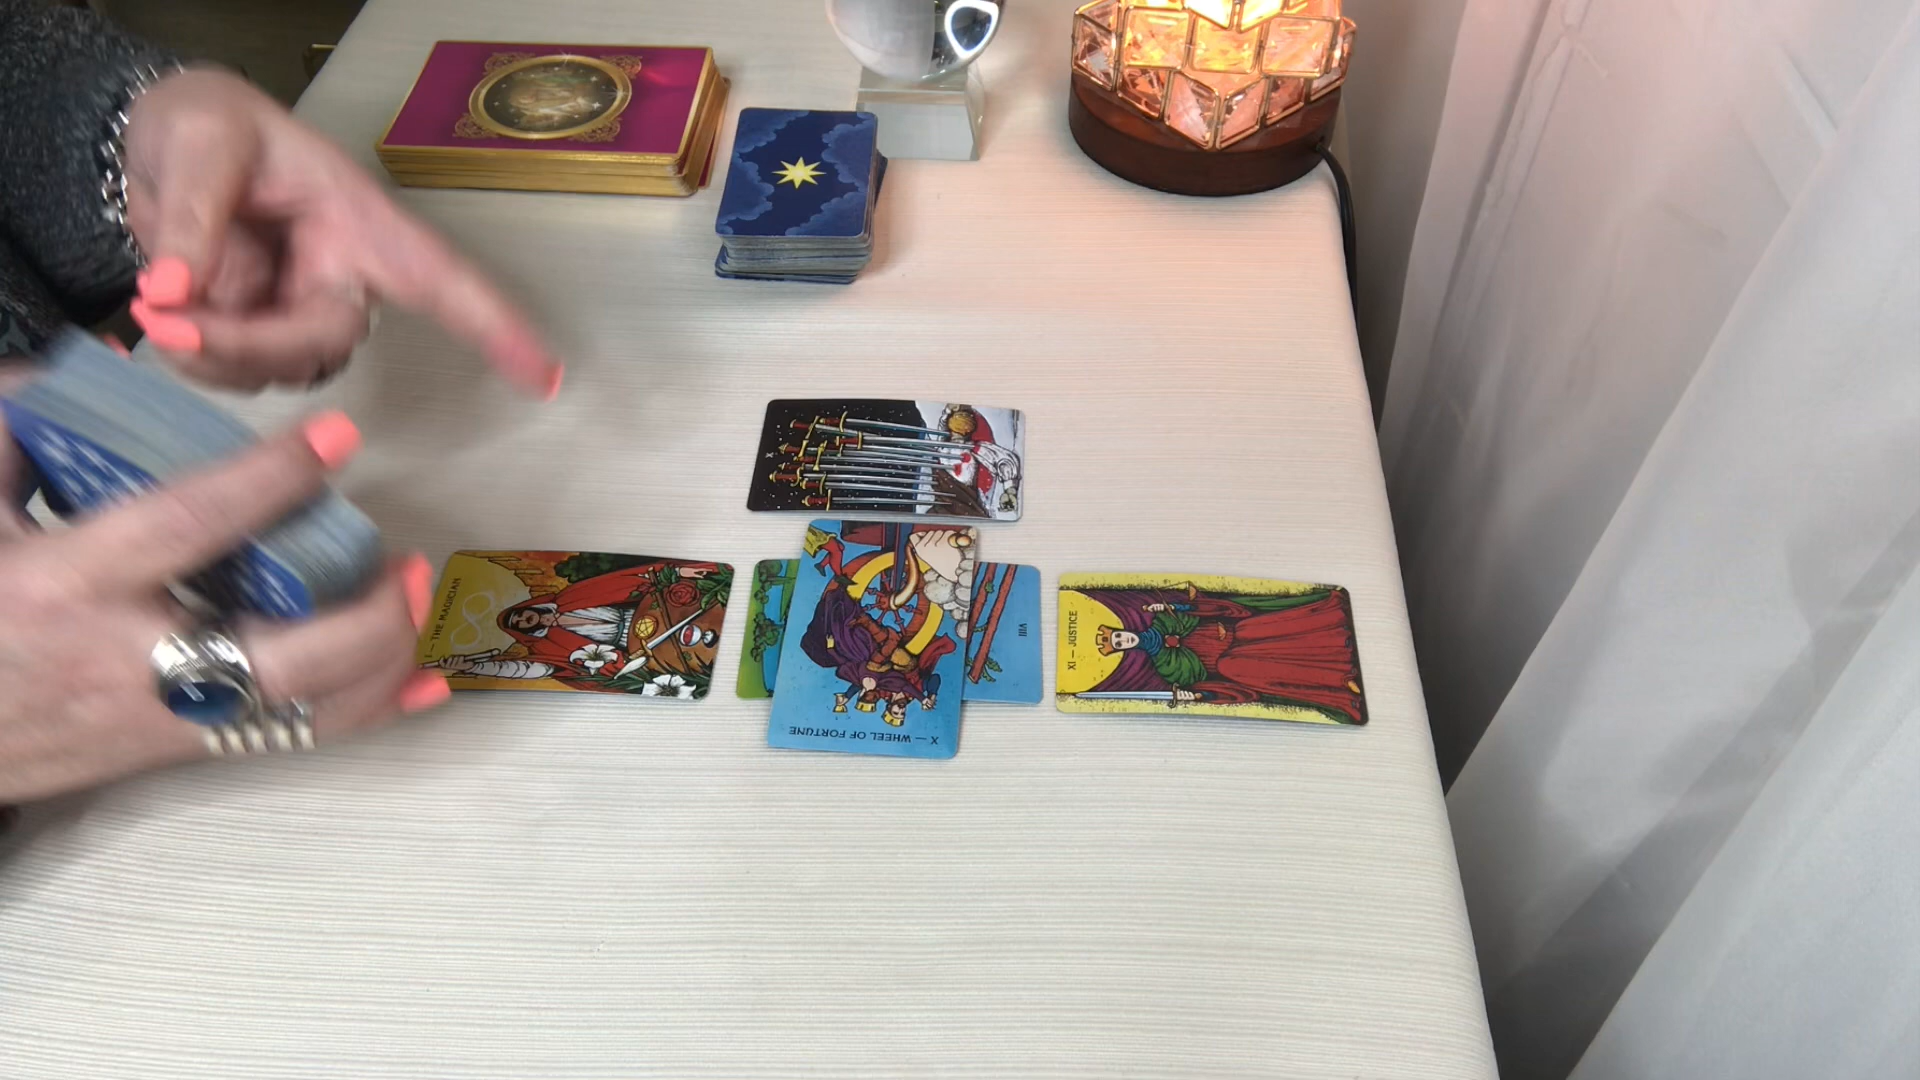 X
I — THE MAGICIAN
X — WHEEL OF FORTUNE
VIII
XI — JUSTICE